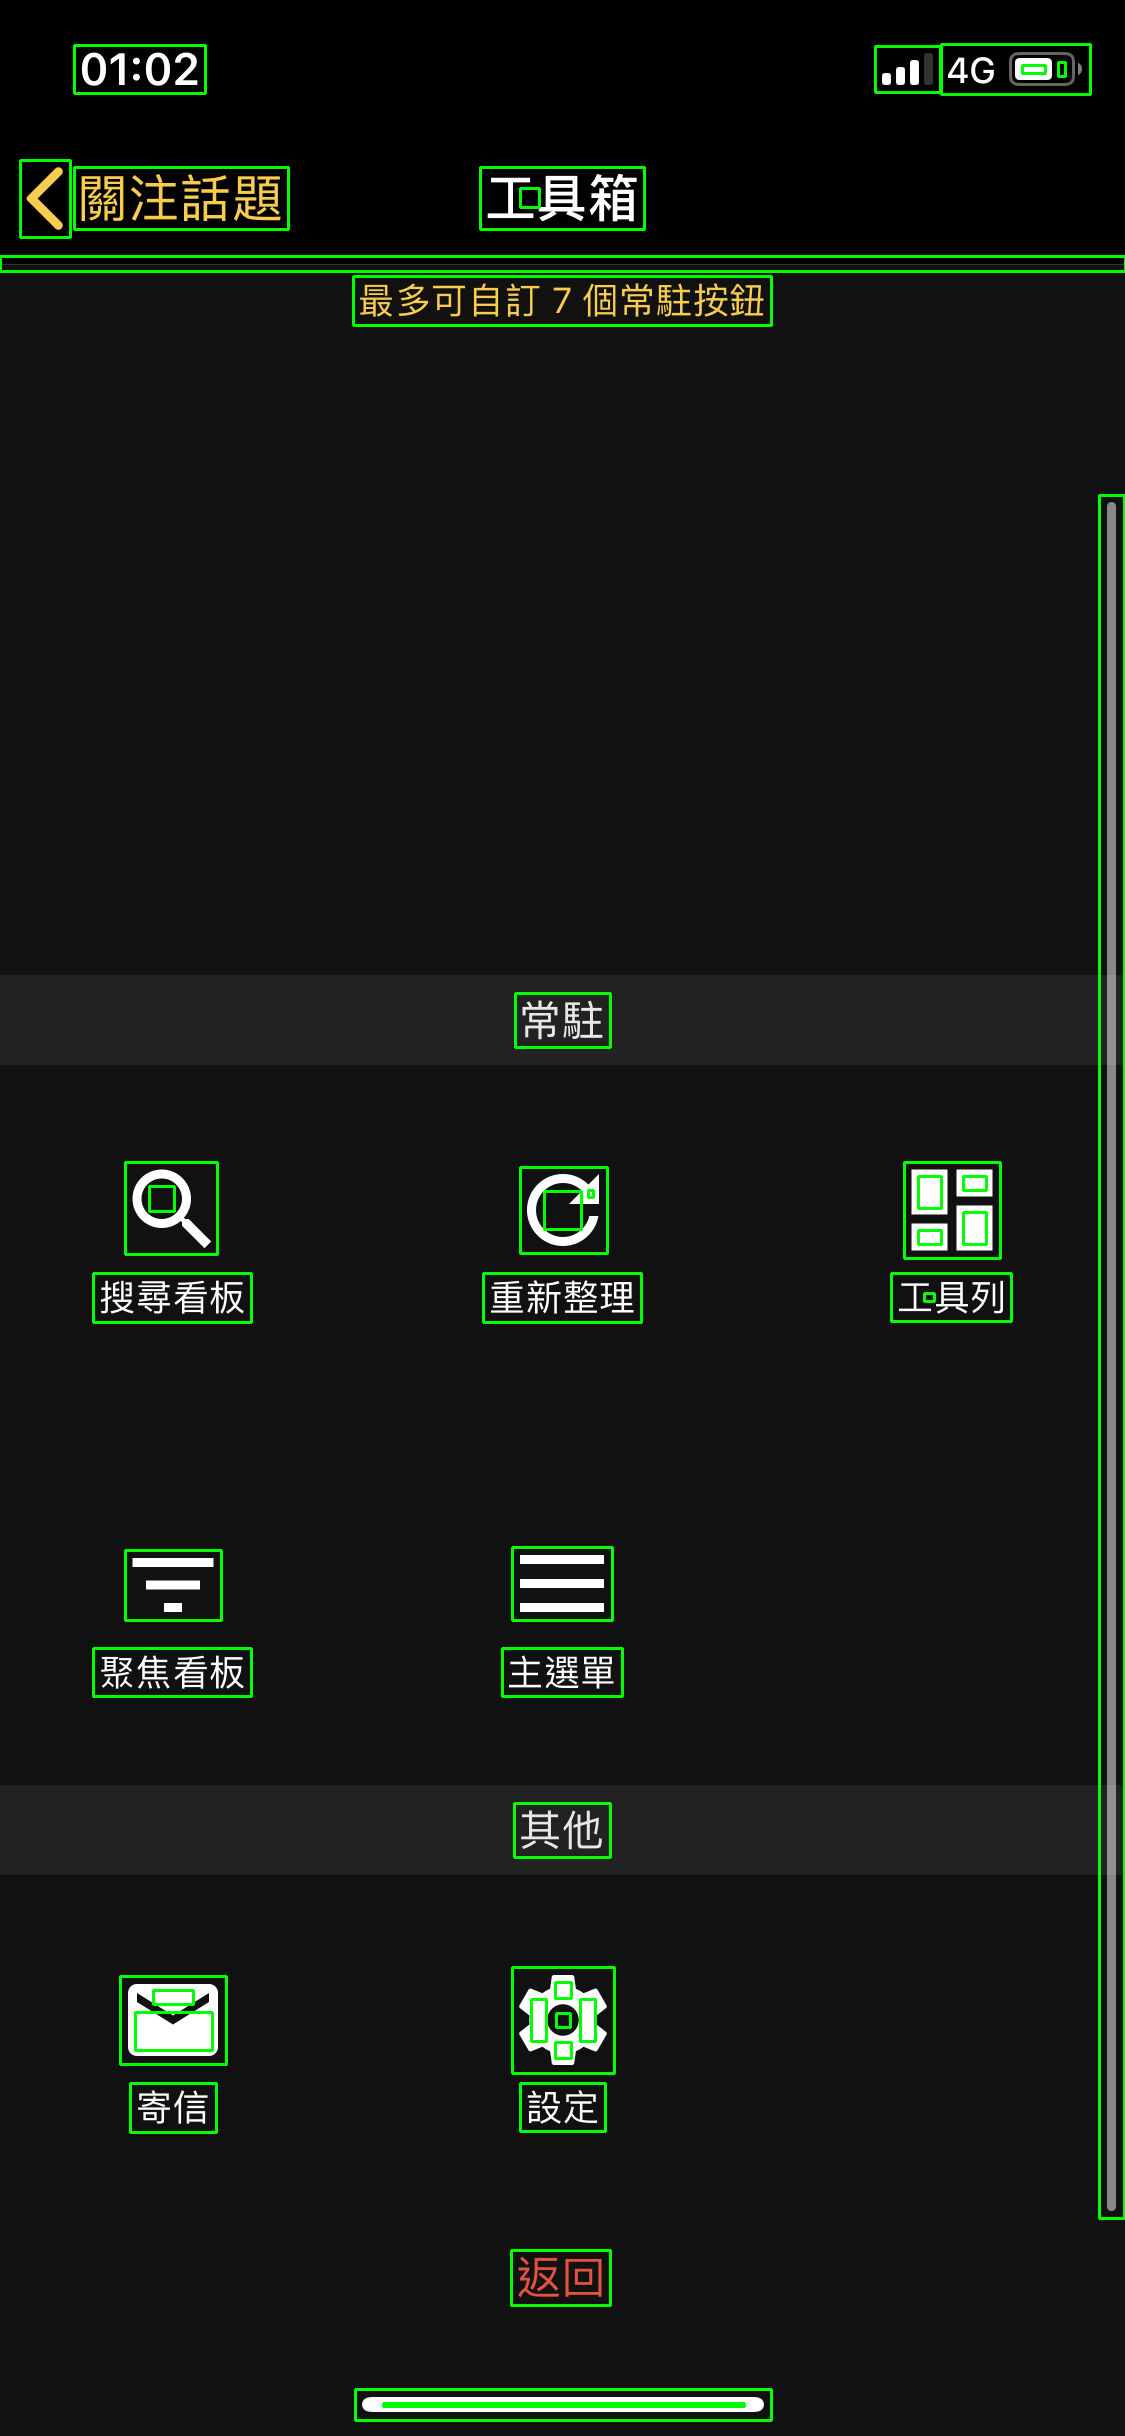 01:02
4G
關注話題
工具箱
最多可自訂 7 個常駐按鈕
常駐
搜尋看板
重新整理
工具列
聚焦看板
主選單
其他
寄信
設定
返回